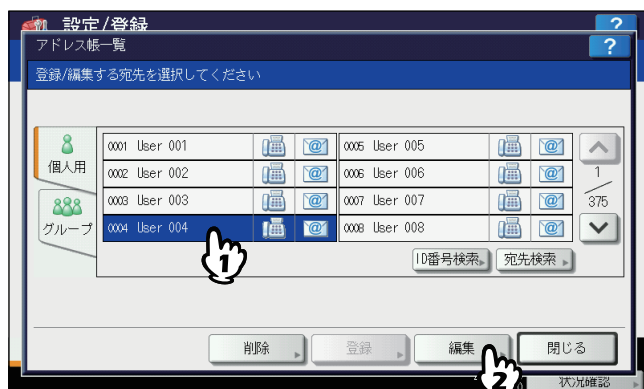 設定/登録 ?
アドレス帳一覧 ?
登録/編集する宛先を選択してください
個人用
グループ
0001 User 001 @ 0005 User 005 @
0002 User 002 @ 0006 User 006 @
0003 User 003 @ 0007 User 007 @
0004 User 004 @ 0008 User 008 @
1
375
1
ID番号検索 宛先検索
削除 登録 編集 閉じる
2
状況確認